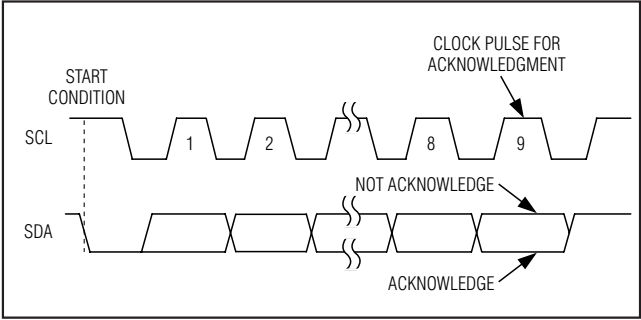 CLOCK PULSE FOR
ACKNOWLEDGMENT
START
CONDITION
SCL
1
2
8
9
NOT ACKNOWLEDGE
SDA
ACKNOWLEDGE